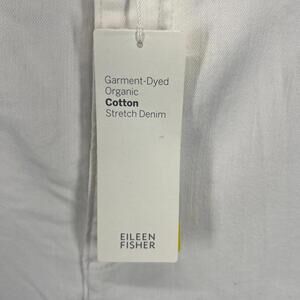 Garment-Dyed
Organic
Cotton
Stretch Denim
EILEEN
FISHER